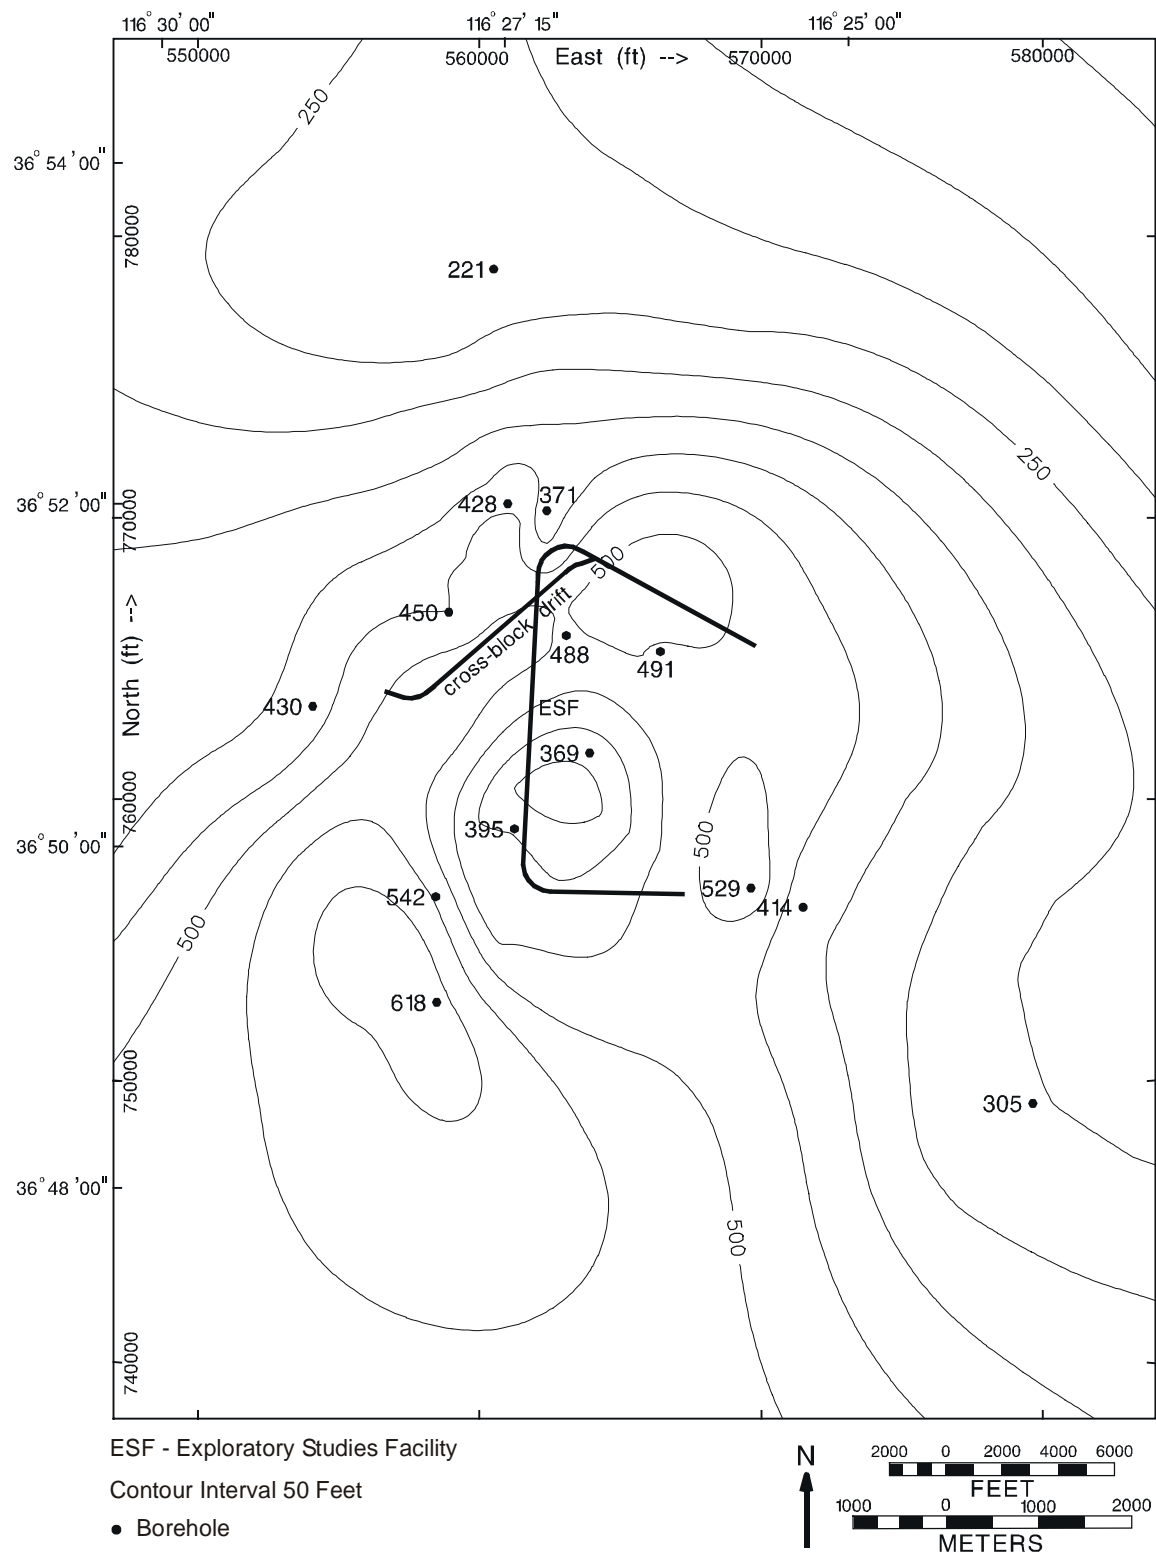 116° 30' 00"
116° 27' 15"
116° 25' 00"
550000
560000
East (ft) -->
570000
580000
250
36° 54' 00"
780000
221
250
36° 52' 00"
770000
428
371
500
450
cross-block drift
488
491
North (ft) -->
430
ESF
369
760000
395
36° 50' 00"
500
529
542
414
500
618
750000
305
36° 48' 00"
500
740000
ESF - Exploratory Studies Facility
Contour Interval 50 Feet
Borehole
N
2000 0 2000 4000 6000
FEET
1000 0 1000 2000
METERS